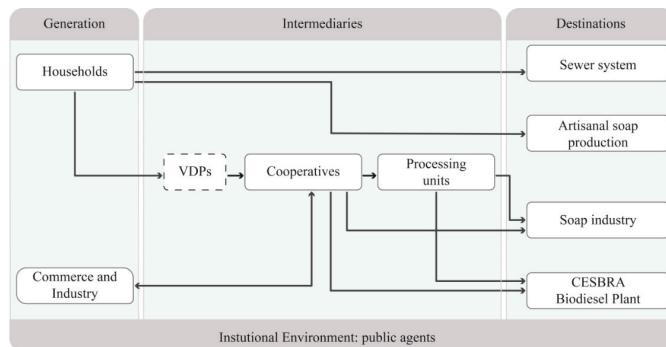 Generation
Intermediaries
Destinations
Households
Sewer system
Artisanal soap
production
VDPs
Cooperatives
Processing
units
Soap industry
Commerce and
Industry
CESBRA
Biodiesel Plant
Instutional Environment: public agents